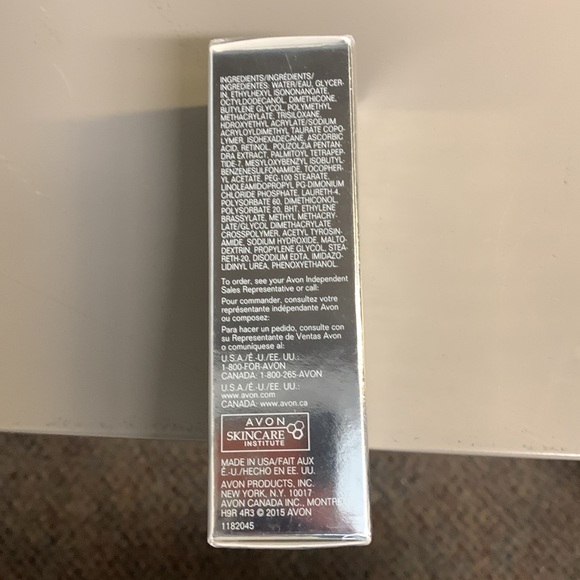 INGREDIENTS/INGRÉDIENTS/
INGREDIENTES: WATER/EAU, GLYCER-
IN, ETHYLHEXYL ISONONANOATE,
OCTYLDODECANOL, DIMETHICONE,
BUTYLENE GLYCOL, POLYMETHYL
METHACRYLATE, TRISILOXANE,
HDROXYETHYL ACRYLATE/SODIUM
ACRYLOYLDIMETHYL TAURATE COPO-
LYMER, ISOHEXADECANE, ASCORBIC
ACID, RETINOL, POUZOLZIA PENTAN-
DRA EXTRACT, PALMITOYL TETRAPEP-
TIDE-7, MESYLOXYBENZYL ISOBUTYL-
BENZENESULFONAMIDE, TOCOPHER-
YL ACETATE, PEG-100 STEARATE,
LINOLEAMIDOPROPYL PG-DIMONIUM
CHLORIDE PHOSPHATE, LAURETH-4,
POLYSORBATE 60, DIMETHICONOL,
POLYSORBATE 20, BHT, ETHYLENE
BRASSYLATE, METHYL METHACRY-
LATE/GLYCOL DIMETHACRYLATE
CROSSPOLYMER, ACETYL TYROSIN-
AMIDE, SODIUM HYDROXIDE, MALTO-
DEXTRIN, PROPYLENE GLYCOL, STE-
ARETH-20, DISODIUM EDTA, IMIDAZO-
LIDINYL UREA, PHENOXYETHANOL.
To order, see your Avon Independent
Sales Representative or call:
Pour commander, consultez votre
représentante indépendante Avon
ou composez:
Para hacer un pedido, consulte con
su Representante de Ventas Avon
o comuníquese al:
U.S.A./É.-U./EE. UU.:
1-800-FOR-AVON
CANADA: 1-800-265-AVON
U.S.A./É.-U./EE. UU.:
www.avon.com
CANADA: www.avon.ca
AVON
SKINCARE
INSTITUTE
MADE IN USA/FAIT AUX
É.-U./HECHO EN EE. UU.
AVON PRODUCTS, INC.
NEW YORK, N.Y. 10017
AVON CANADA INC., MONTRE
H9R 4R3 © 2015 AVON
1182045